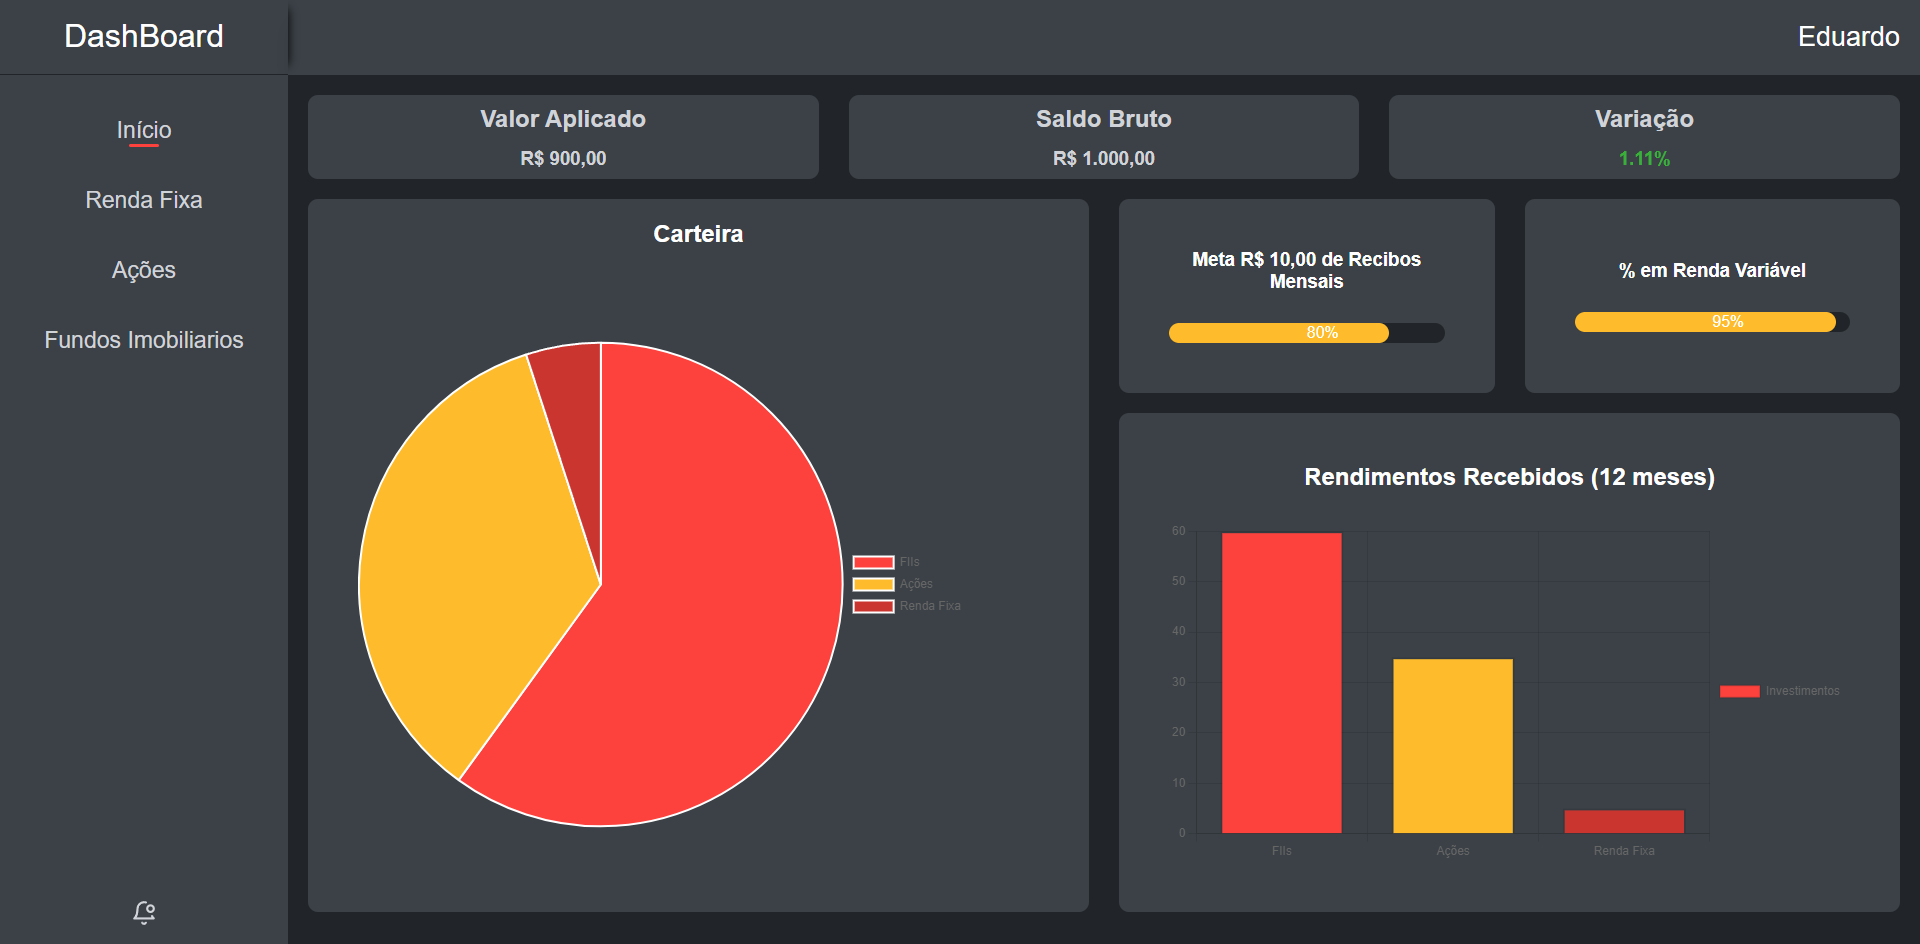 DashBoard
Eduardo
Início
Renda Fixa
Ações
Fundos Imobiliarios
Valor Aplicado
R$ 900,00
Saldo Bruto
R$ 1.000,00
Variação
1.11%
Carteira
FIIs
Ações
Renda Fixa
Meta R$ 10,00 de Recibos
Mensais
80%
% em Renda Variável
95%
Rendimentos Recebidos (12 meses)
60
50
40
30
20
10
0
FIIs
Ações
Renda Fixa
Investimentos